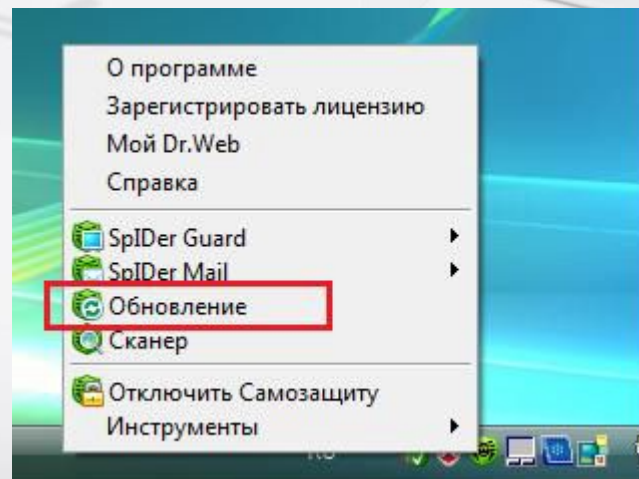 О программе
Зарегистрировать лицензию
Мой Dr.Web
Справка
SpIDer Guard
SpIDer Mail
Обновление
Сканер
Отключить Самозащиту
Инструменты